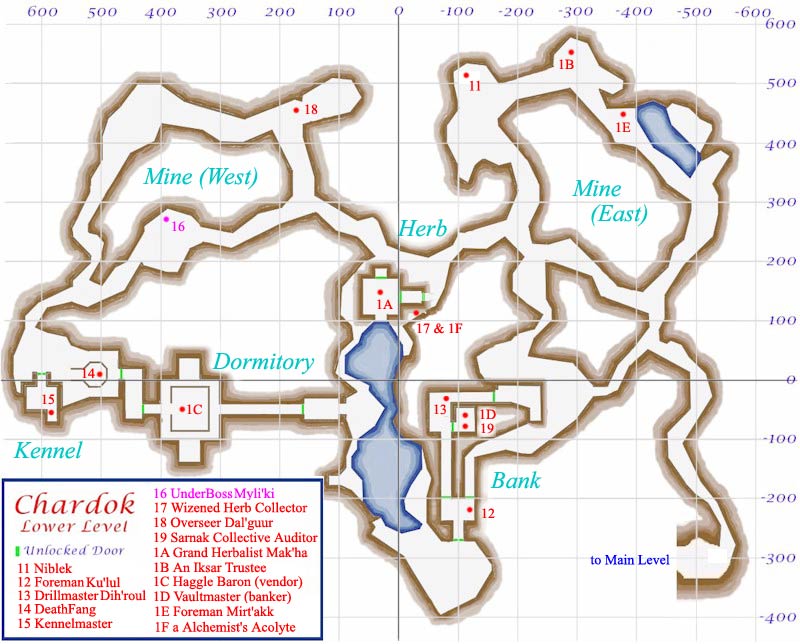 600 500 400 300 200 100 0 -100 -200 -300 -400 -500 -600
600
1B
11
500
18
1E
400
Mine (West)
Mine
(East)
300
16
Herb
200
1A
17 & 1F
100
Dormitory
14
0
15
1C
13
1D
19
Kennel
-100
Bank
12
-200
to Main Level
-300
-400
Chardok
Lower Level
Unlocked Door
11 Niblek
12 Foreman Ku'lul
13 Drillmaster Dih'roul
14 DeathFang
15 Kennelmaster
16 UnderBoss Myli'ki
17 Wizened Herb Collector
18 Overseer Dal'guur
19 Sarnak Collective Auditor
1A Grand Herbalist Mak'ha
1B An Iksar Trustee
1C Haggle Baron (vendor)
1D Vaultmaster (banker)
1E Foreman Mirt'akk
1F a Alchemist's Acolyte